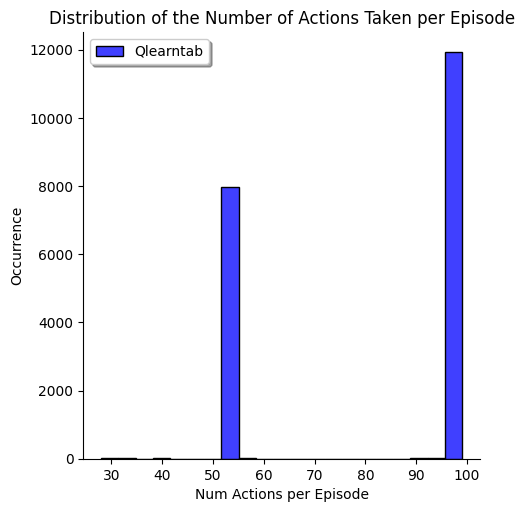 Distribution of the Number of Actions Taken per Episode
Qlearntab
12000
10000
8000
6000
4000
2000
0
Occurrence
30 40 50 60 70 80 90 100
Num Actions per Episode